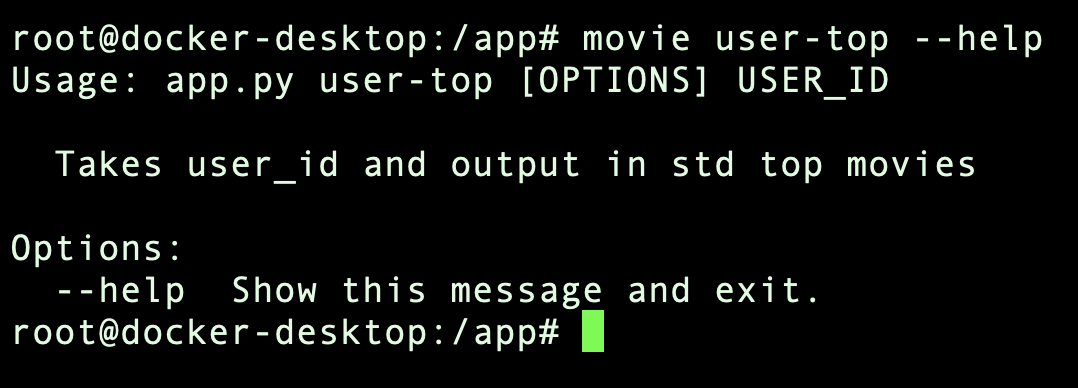 root@docker-desktop:/app# movie user-top --help
Usage: app.py user-top [OPTIONS] USER_ID
Takes user_id and output in std top movies
Options:
--help  Show this message and exit.
root@docker-desktop:/app#